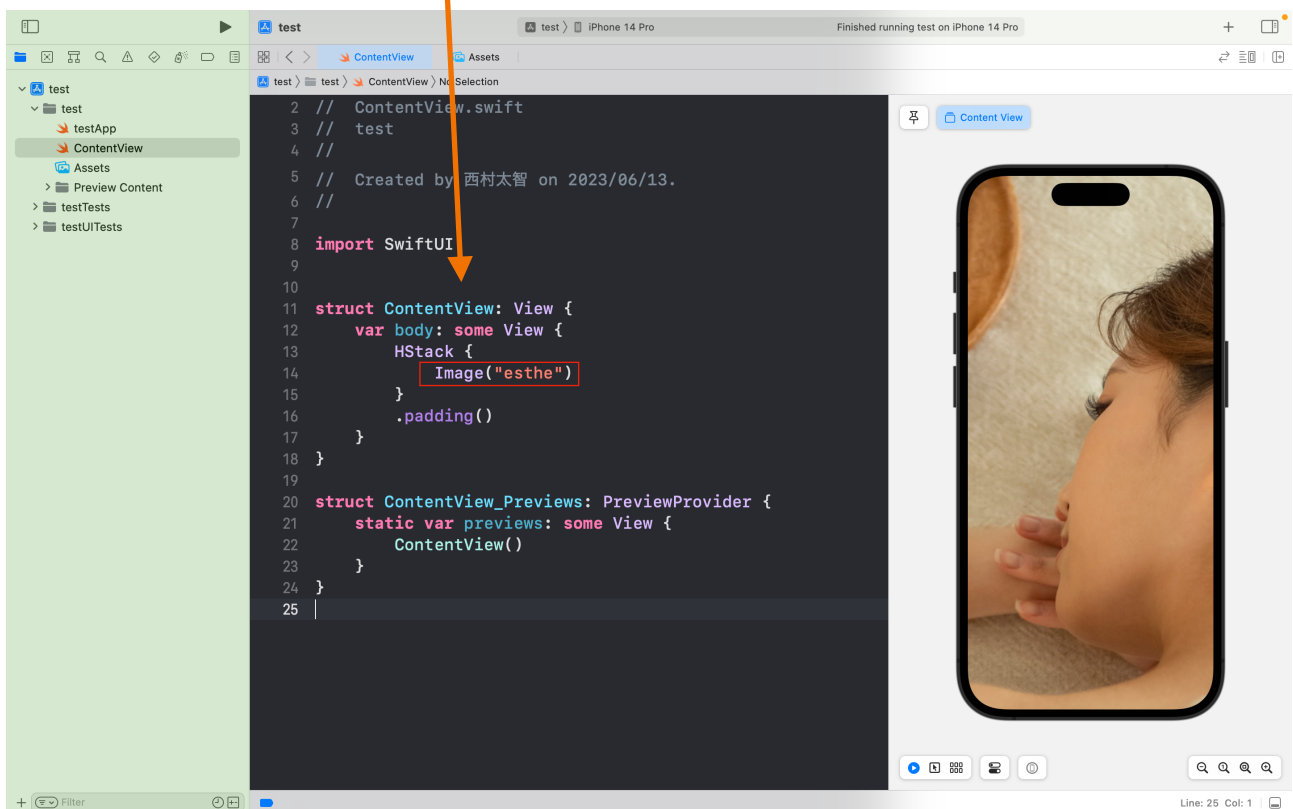 test
test 〉 iPhone 14 Pro
Finished running test on iPhone 14 Pro
ContentView
Assets
test 〉 test 〉 ContentView 〉 No Selection
test
test
testApp
ContentView
Assets
Preview Content
testTests
testUITests
Filter
2 //  ContentView.swift
3 //  test
4 //
5 //  Created by 西村太智 on 2023/06/13.
6 //
7
8 import SwiftUI
9
10
11 struct ContentView: View {
12     var body: some View {
13         HStack {
14             Image("esthe")
15         }
16         .padding()
17     }
18 }
19
20 struct ContentView_Previews: PreviewProvider {
21     static var previews: some View {
22         ContentView()
23     }
24 }
25
Content View
Line: 25 Col: 1